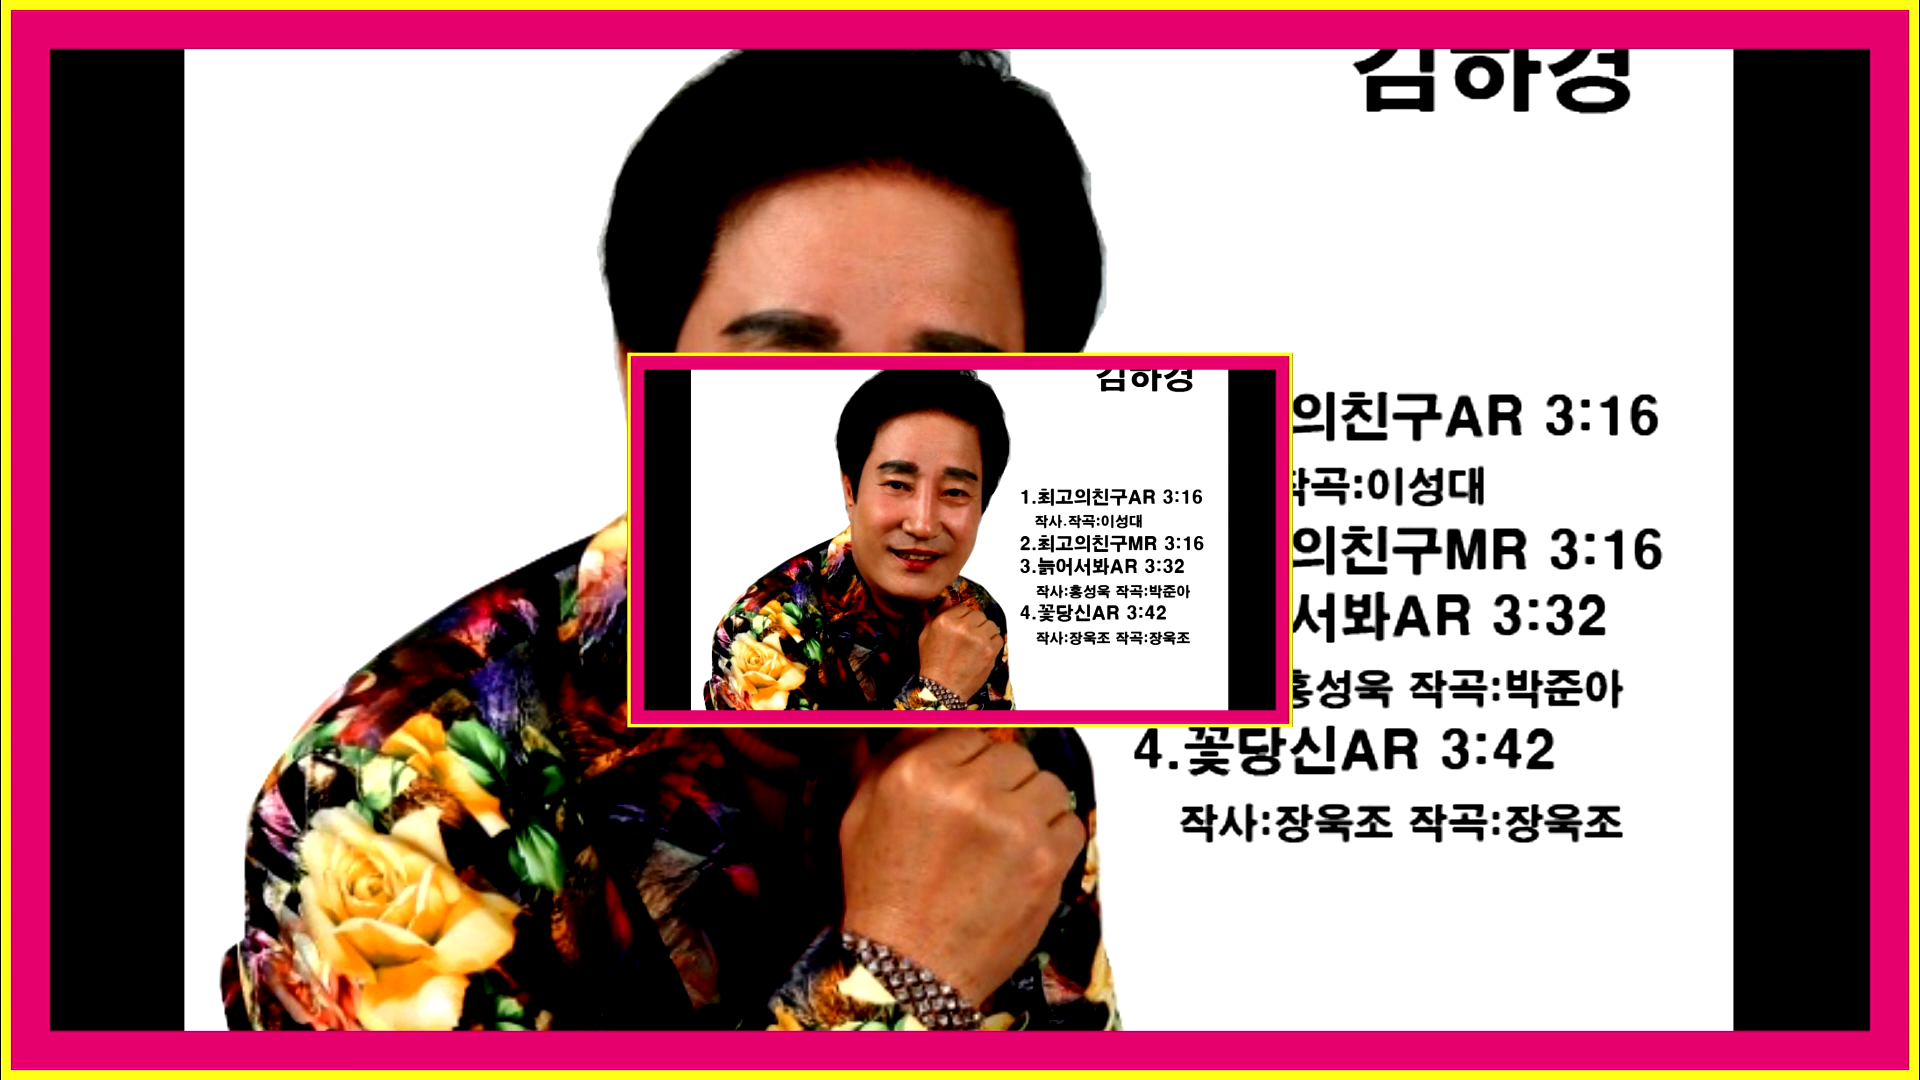 김하경
의친구AR 3:16
작곡:이성대
의친구MR 3:16
서봐AR 3:32
홍성욱 작곡:박준아
4.꽃당신AR 3:42
작사:장욱조 작곡:장욱조
김하경
1.최고의친구AR 3:16
작사.작곡:이성대
2.최고의친구MR 3:16
3.늙어서봐AR 3:32
작사:홍성욱 작곡:박준아
4.꽃당신AR 3:42
작사:장욱조 작곡:장욱조